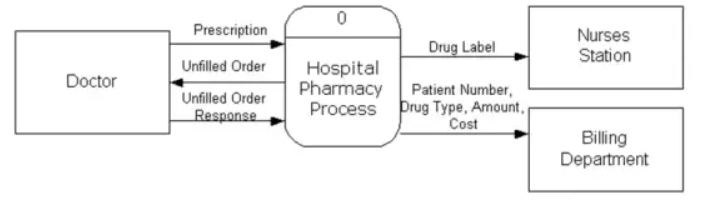 Doctor
Prescription
Unfilled Order
Unfilled Order
Response
0
Hospital
Pharmacy
Process
Drug Label
Patient Number,
Drug Type, Amount,
Cost
Nurses
Station
Billing
Department